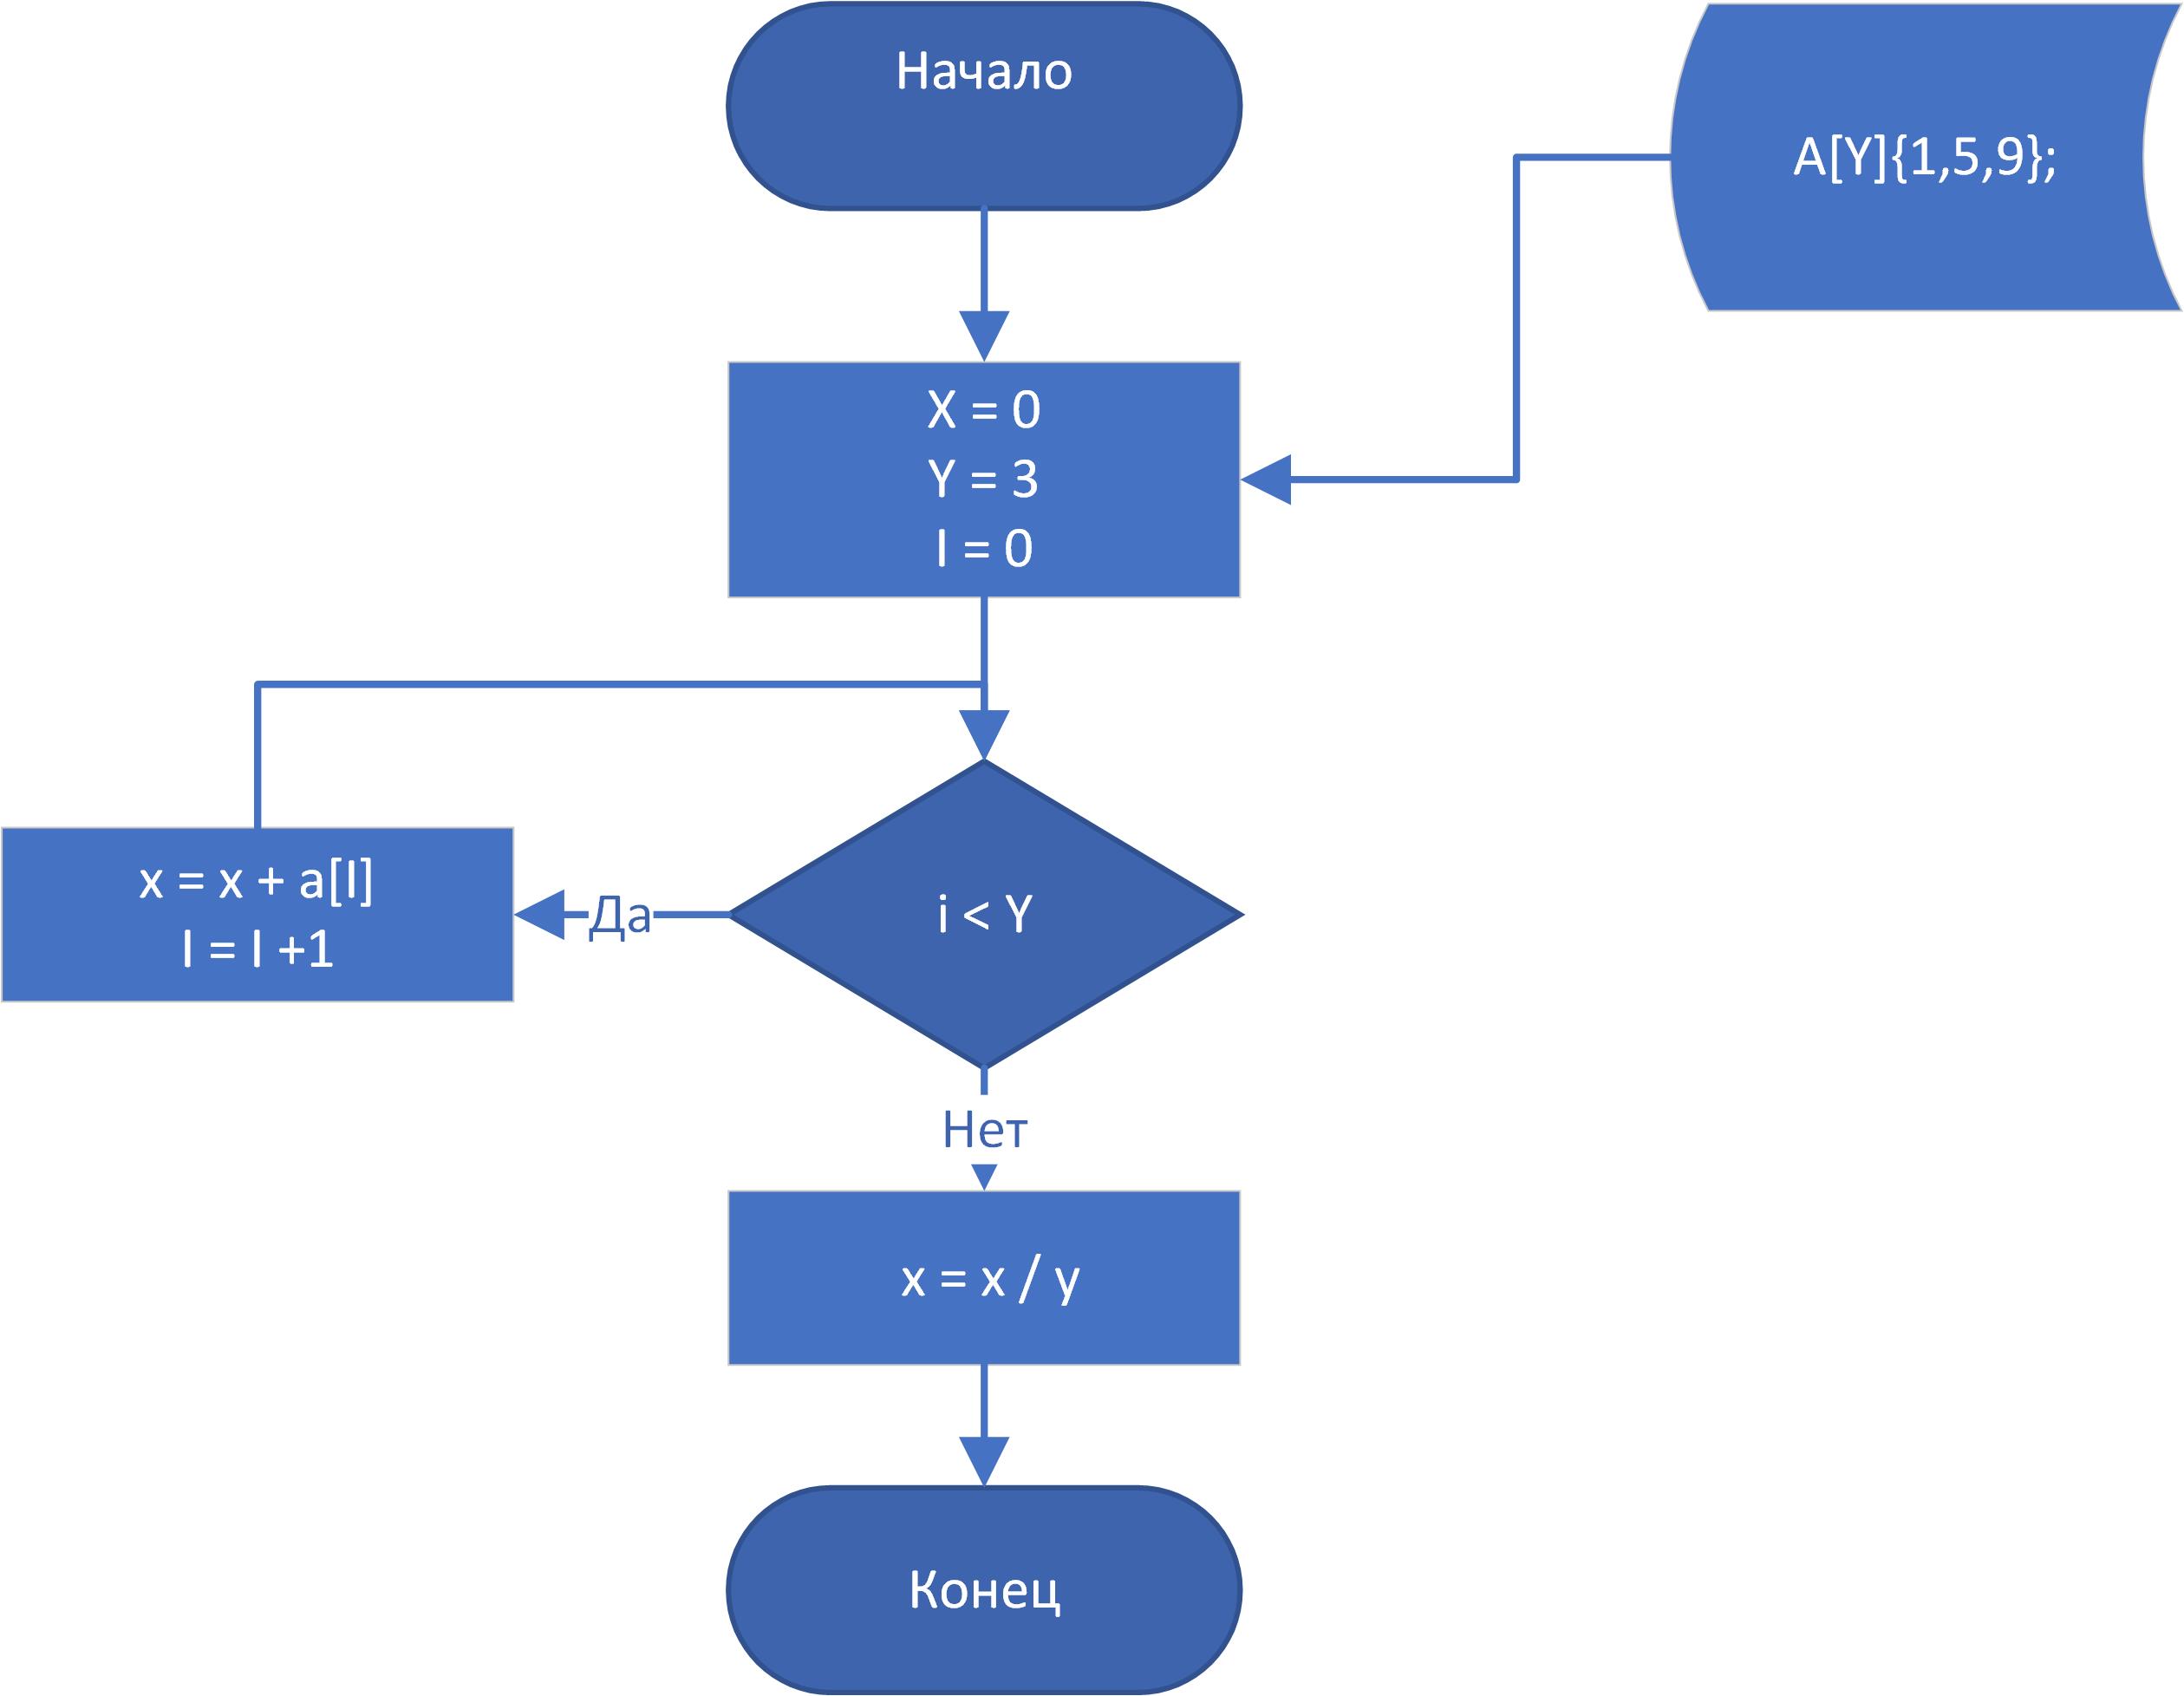 Начало
A[Y]{1,5,9};
X = 0
Y = 3
I = 0
x = x + a[I]
I = I +1
Да
i < Y
Нет
x = x / y
Конец